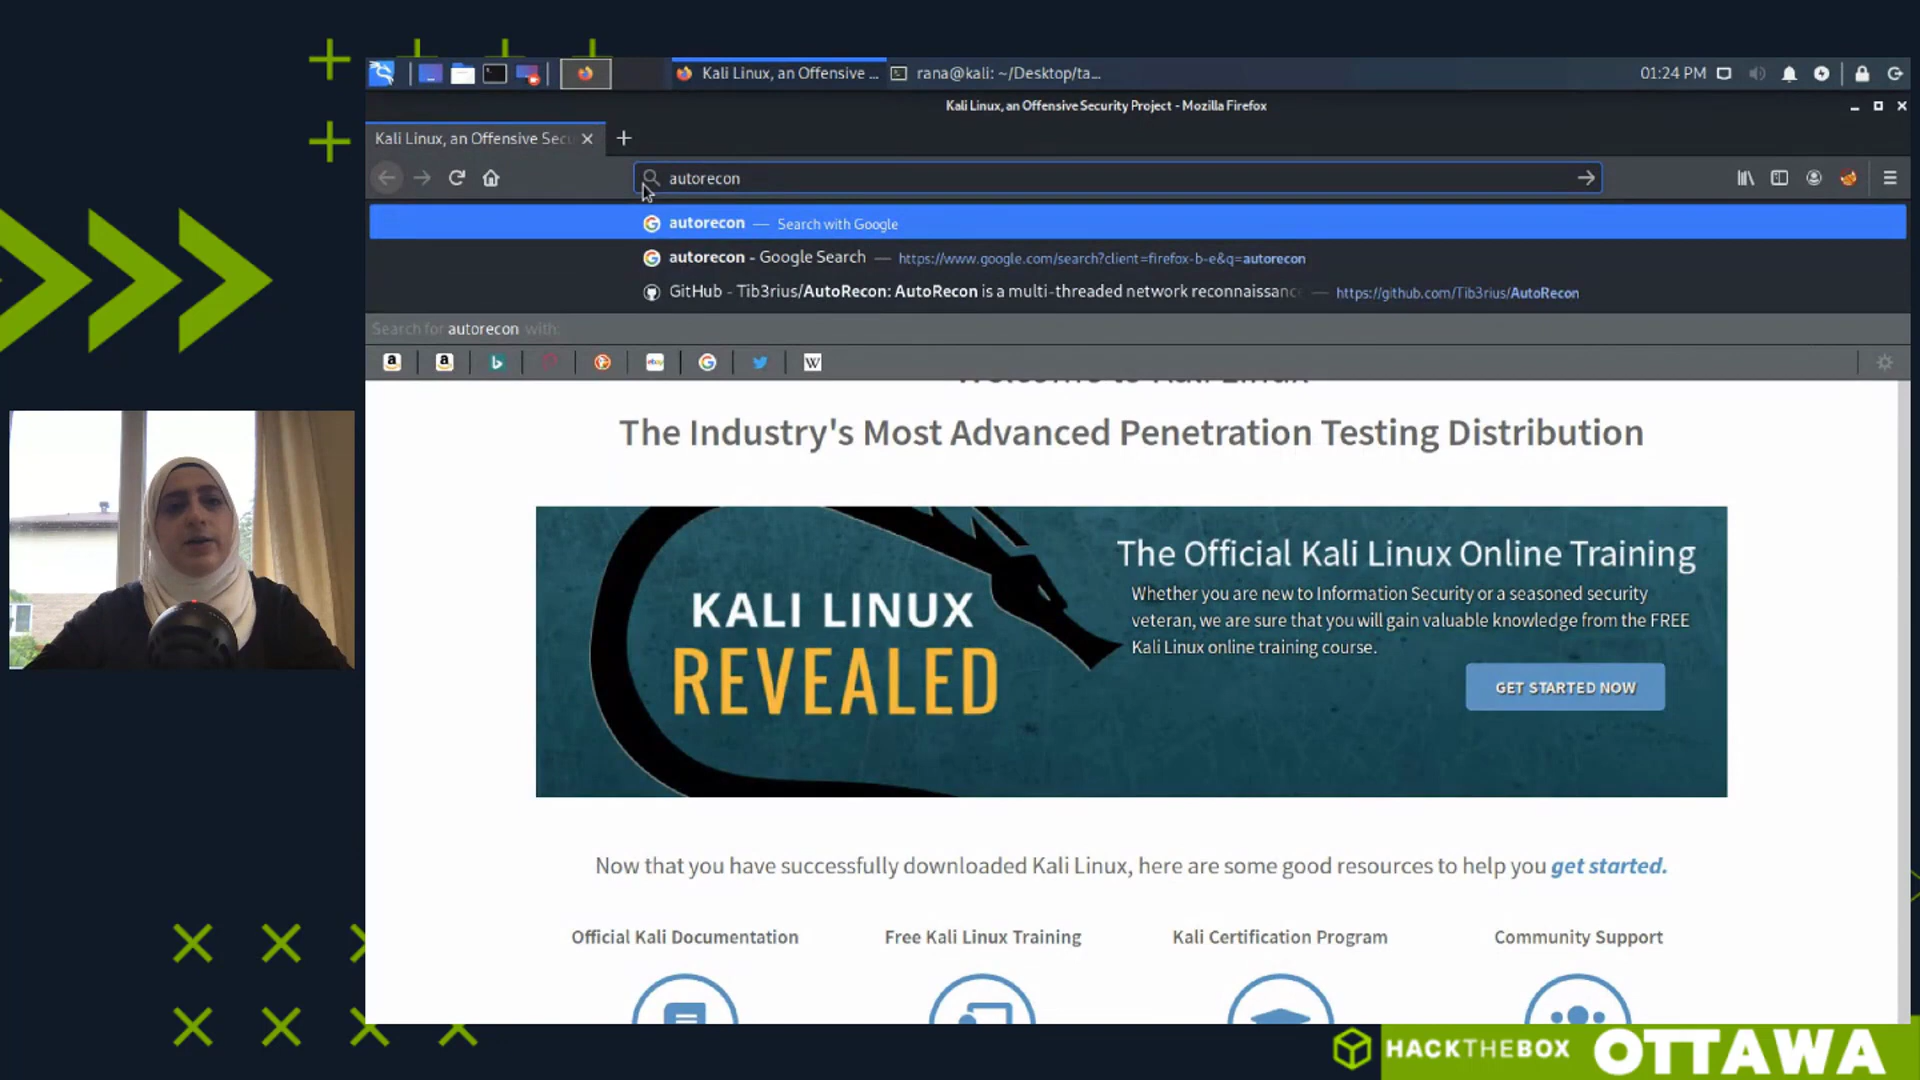 Kali Linux, an Offensive ...
rana@kali: ~/Desktop/ta...
01:24 PM
Kali Linux, an Offensive Security Project - Mozilla Firefox
Kali Linux, an Offensive Secu
autorecon
autorecon — Search with Google
autorecon - Google Search — https://www.google.com/search?client=firefox-b-e&q=autorecon
GitHub - Tib3rius/AutoRecon: AutoRecon is a multi-threaded network reconnaissance — https://github.com/Tib3rius/AutoRecon
Search for autorecon with:
Welcome to Kali Linux
The Industry's Most Advanced Penetration Testing Distribution
KALI LINUX
REVEALED
The Official Kali Linux Online Training
Whether you are new to Information Security or a seasoned security
veteran, we are sure that you will gain valuable knowledge from the FREE
Kali Linux online training course.
GET STARTED NOW
Now that you have successfully downloaded Kali Linux, here are some good resources to help you get started.
Official Kali Documentation
Free Kali Linux Training
Kali Certification Program
Community Support
HACKTHEBOX OTTAWA